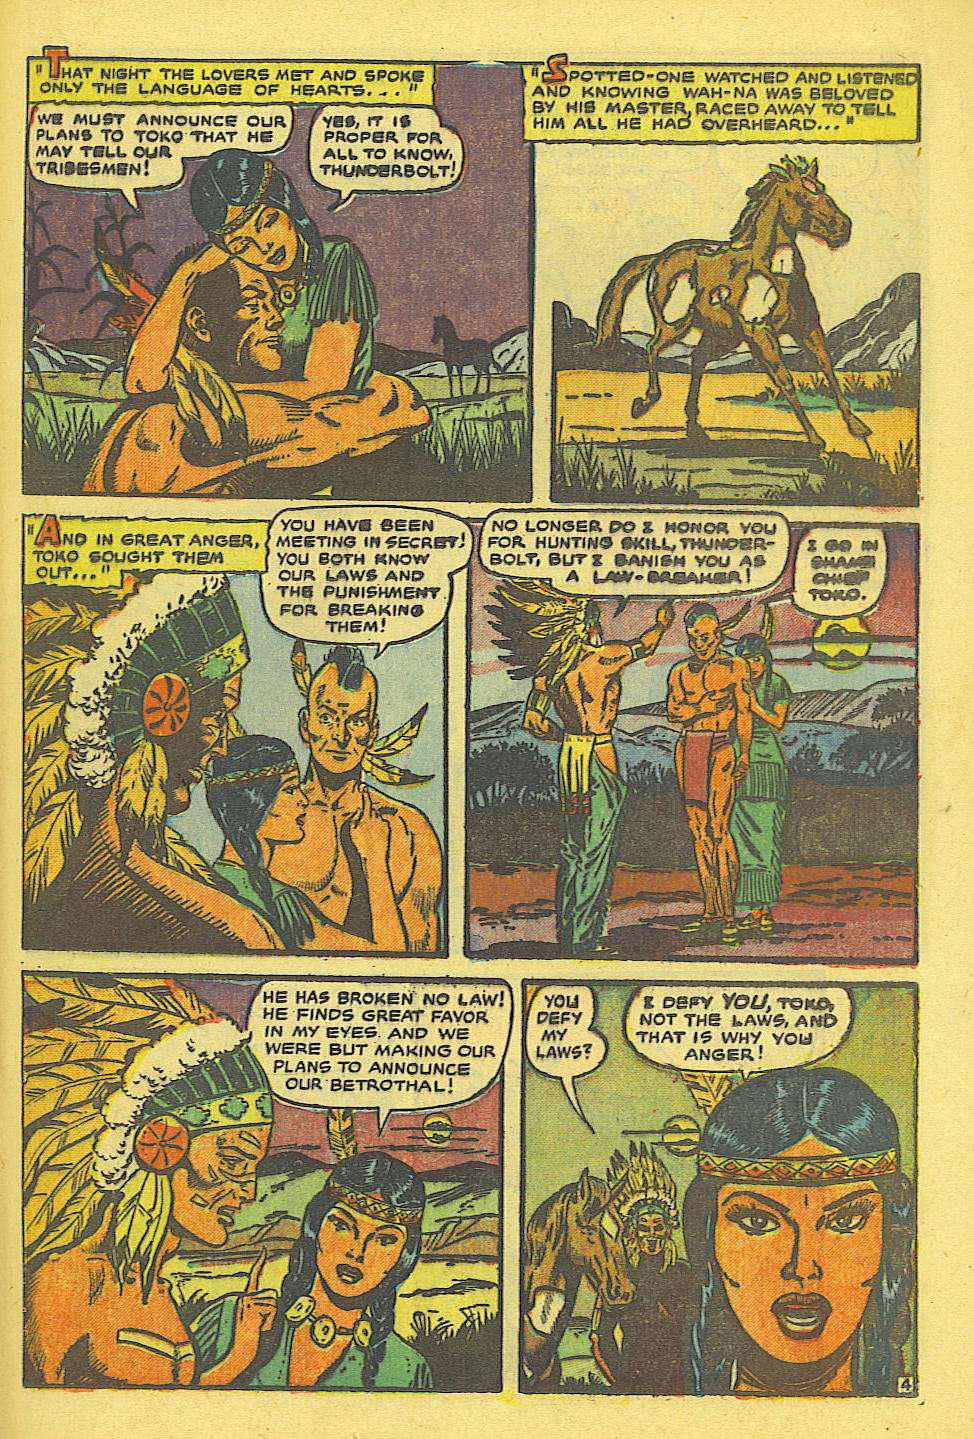 "THAT NIGHT THE LOVERS MET AND SPOKE
ONLY THE LANGUAGE OF HEARTS..."
WE MUST ANNOUNCE OUR
PLANS TO TOKO THAT HE
MAY TELL OUR
TRIBESMEN!
YES, IT IS
PROPER FOR
ALL TO KNOW,
THUNDERBOLT!
"SPOTTED-ONE WATCHED AND LISTENED
AND KNOWING WAH-NA WAS BELOVED
BY HIS MASTER, RACED AWAY TO TELL
HIM ALL HE HAD OVERHEARD..."
"AND IN GREAT ANGER,
TOKO SOUGHT THEM
OUT..."
YOU HAVE BEEN
MEETING IN SECRET!
YOU BOTH KNOW
OUR LAWS AND
THE PUNISHMENT
FOR BREAKING
THEM!
NO LONGER DO I HONOR YOU
FOR HUNTING SKILL, THUNDER-
BOLT, BUT I BANISH YOU AS
A LAW-BREAKER!
I GO IN
SHAME
CHIEF
TOKO.
HE HAS BROKEN NO LAW!
HE FINDS GREAT FAVOR
IN MY EYES. AND WE
WERE BUT MAKING OUR
PLANS TO ANNOUNCE
OUR BETROTHAL!
YOU
DEFY
MY
LAWS?
I DEFY YOU, TOKO,
NOT THE LAWS, AND
THAT IS WHY YOU
ANGER!
4